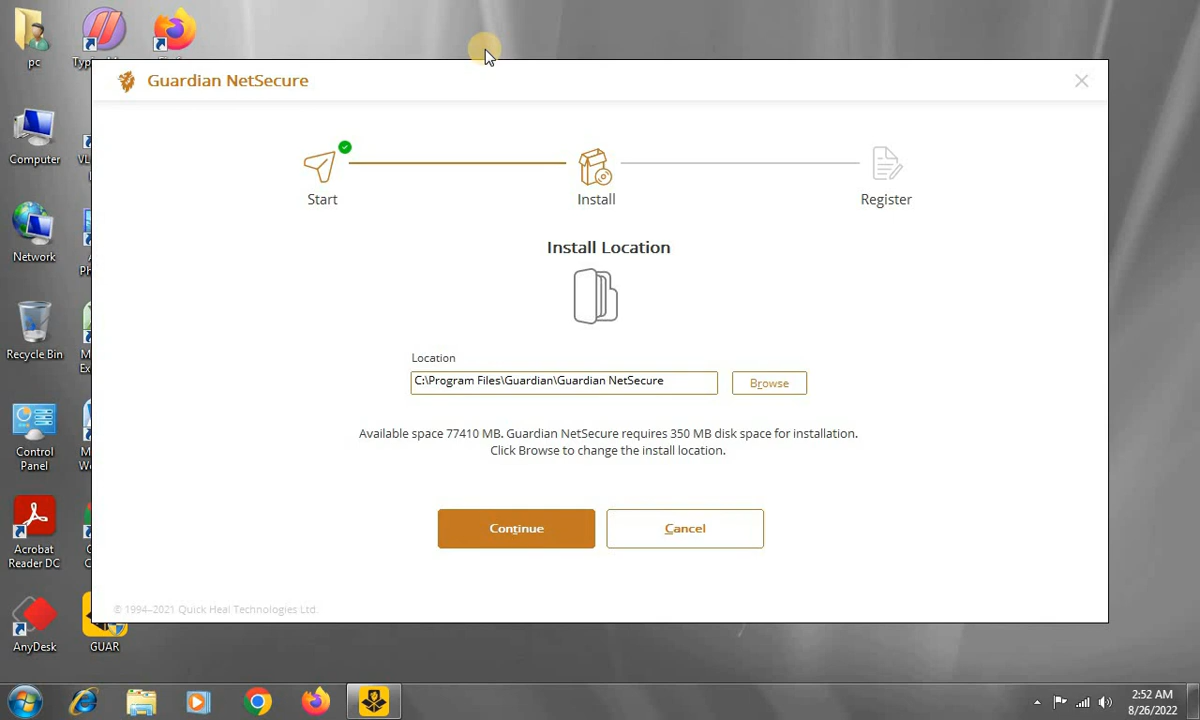 pc
Computer
Network
Recycle Bin
Control
Panel
Acrobat
Reader DC
AnyDesk
GUAR
Guardian NetSecure
Start
Install
Register
Install Location
Location
C:\Program Files\Guardian\Guardian NetSecure
Browse
Available space 77410 MB. Guardian NetSecure requires 350 MB disk space for installation.
Click Browse to change the install location.
Continue
Cancel
© 1994–2021 Quick Heal Technologies Ltd.
2:52 AM
8/26/2022